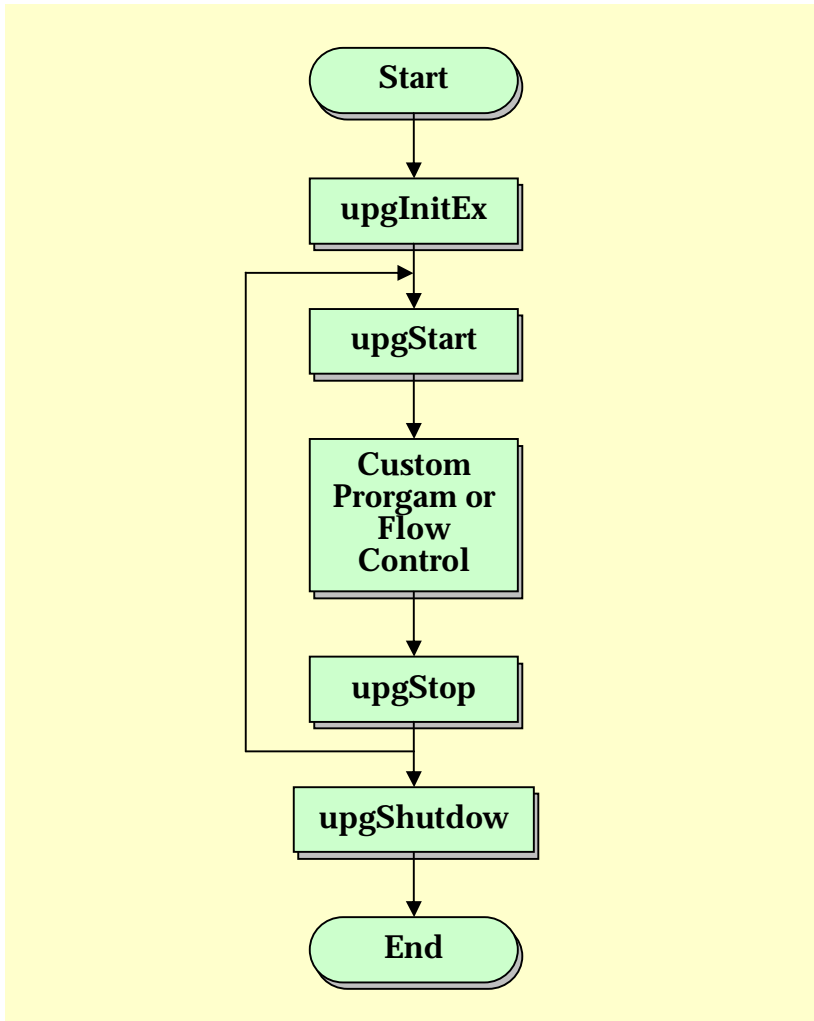 Start
upgInitEx
upgStart
Custom
Prorgam or
Flow
Control
upgStop
upgShutdow
End